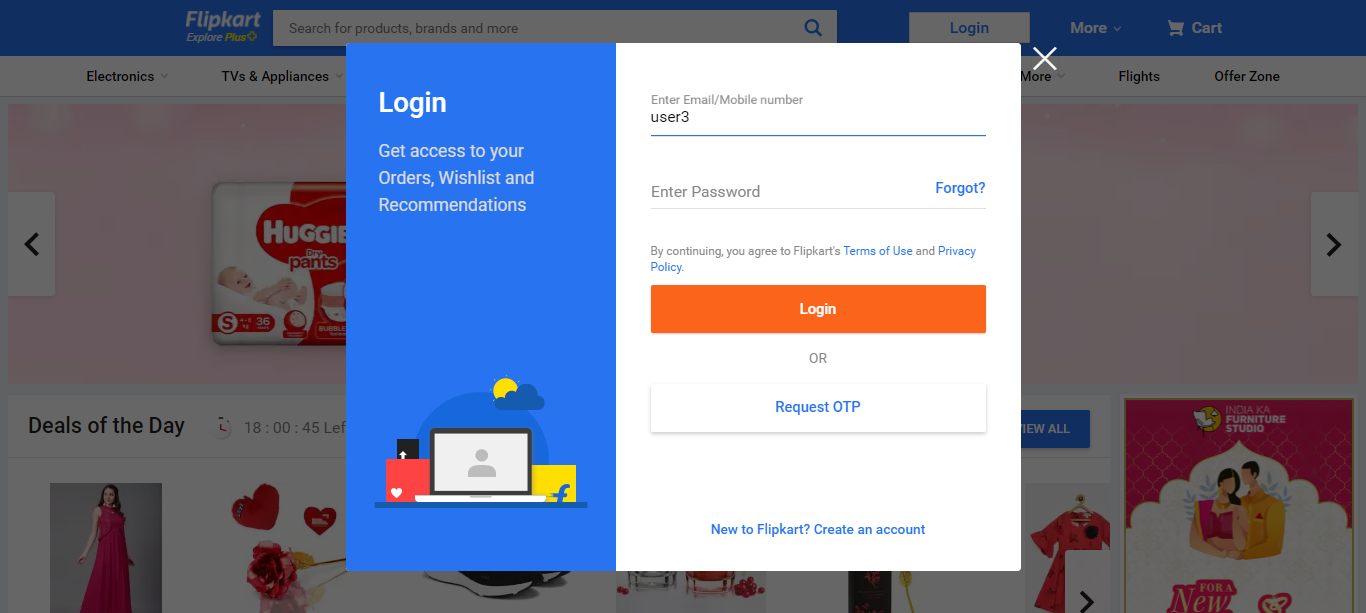 Flipkart
Explore Plus
Search for products, brands and more
Login
More
Cart
Electronics
TVs & Appliances
More
Flights
Offer Zone
Login
Get access to your
Orders, Wishlist and
Recommendations
Enter Email/Mobile number
user3
Enter Password
Forgot?
By continuing, you agree to Flipkart's Terms of Use and Privacy
Policy.
Login
OR
Request OTP
New to Flipkart? Create an account
HUGGIE
Dry
pants
S
36
BUBBLE
Deals of the Day
18 : 00 : 45 Lef
VIEW ALL
INDIA KA
FURNITURE
STUDIO
FOR A
New